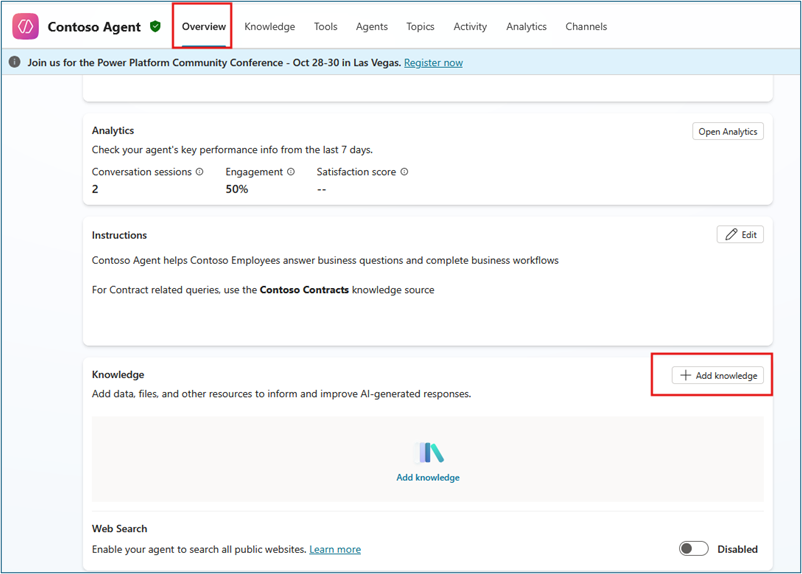 Contoso Agent Overview Knowledge Tools Agents Topics Activity Analytics Channels
Join us for the Power Platform Community Conference - Oct 28-30 in Las Vegas. Register now
Analytics
Open Analytics
Check your agent's key performance info from the last 7 days.
Conversation sessions Engagement Satisfaction score
2 50% --
Instructions
Edit
Contoso Agent helps Contoso Employees answer business questions and complete business workflows
For Contract related queries, use the Contoso Contracts knowledge source
Knowledge
Add knowledge
Add data, files, and other resources to inform and improve AI-generated responses.
Add knowledge
Web Search
Enable your agent to search all public websites. Learn more
Disabled